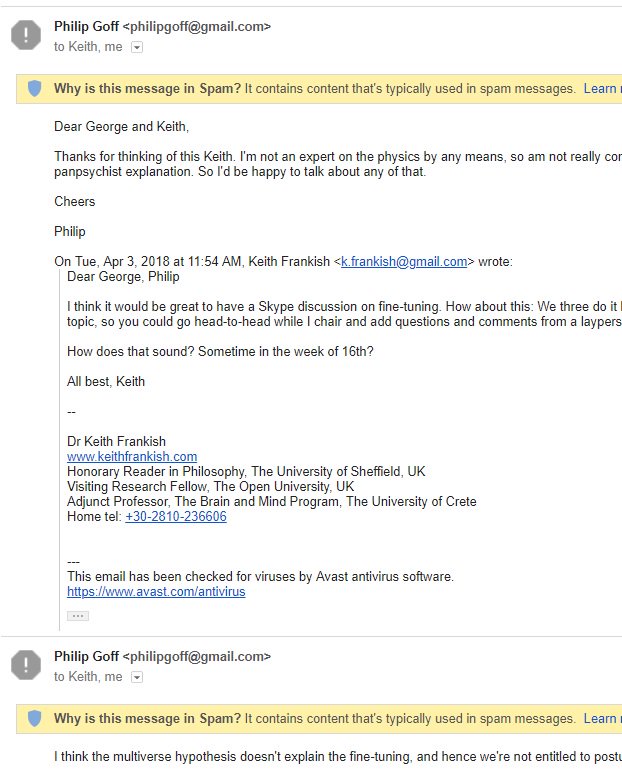 Philip Goff <philipgoff@gmail.com>
to Keith, me
Why is this message in Spam? It contains content that's typically used in spam messages. Learn
Dear George and Keith,
Thanks for thinking of this Keith. I'm not an expert on the physics by any means, so am not really
panpsychist explanation. So I'd be happy to talk about any of that.
Cheers
Philip
On Tue, Apr 3, 2018 at 11:54 AM, Keith Frankish <k.frankish@gmail.com> wrote:
Dear George, Philip
I think it would be great to have a Skype discussion on fine-tuning. How about this: We three do it
topic, so you could go head-to-head while I chair and add questions and comments from a
How does that sound? Sometime in the week of 16th?
All best, Keith
--
Dr Keith Frankish
www.keithfrankish.com
Honorary Reader in Philosophy, The University of Sheffield, UK
Visiting Research Fellow, The Open University, UK
Adjunct Professor, The Brain and Mind Program, The University of Crete
Home tel: +30-2810-236606
---
This email has been checked for viruses by Avast antivirus software.
https://www.avast.com/antivirus
Philip Goff <philipgoff@gmail.com>
to Keith, me
Why is this message in Spam? It contains content that's typically used in spam messages. Learn
I think the multiverse hypothesis doesn't explain the fine-tuning, and hence we're not entitled to